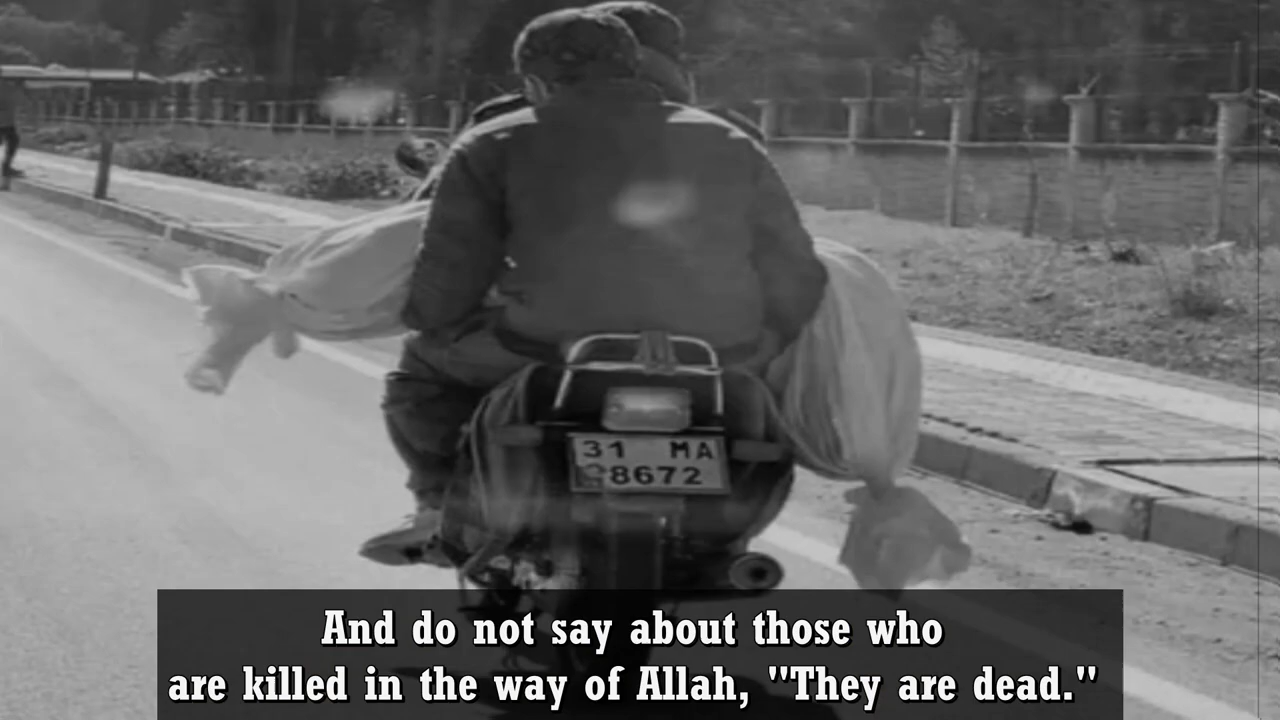 31 MA
8672
And do not say about those who
are killed in the way of Allah, "They are dead."